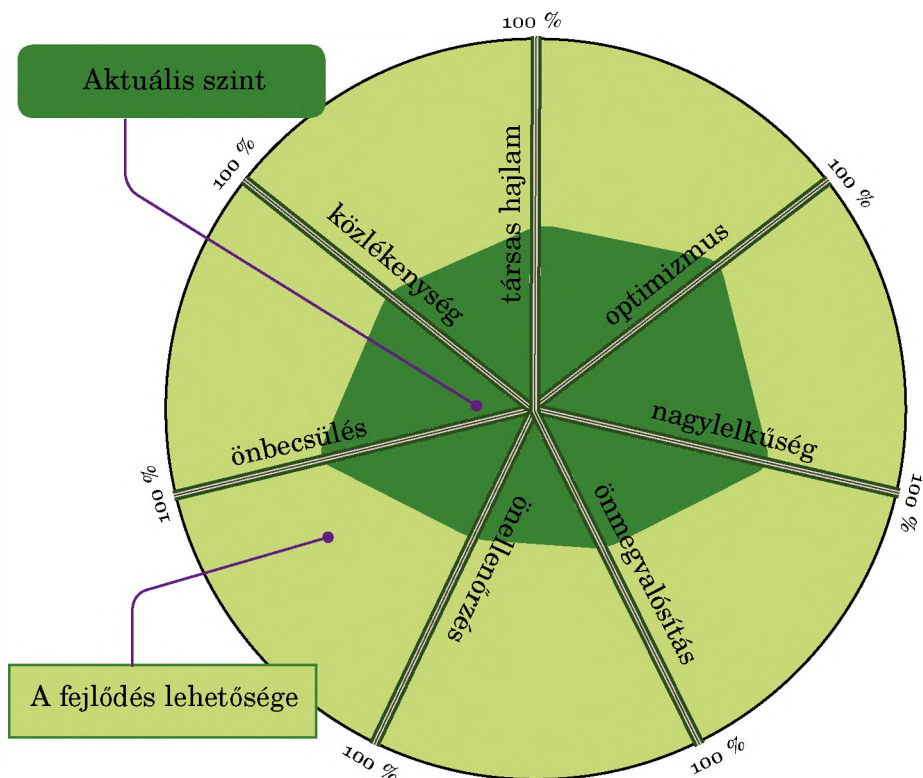 100 %
Aktuális szint
100 %
100 %
társas hajlam
közlékenység
optimizmus
önbecsülés
nagylelkűség
100 %
100 %
önellenőrzés
önmegvalósítás
A fejlődés lehetősége
100 %
100 %